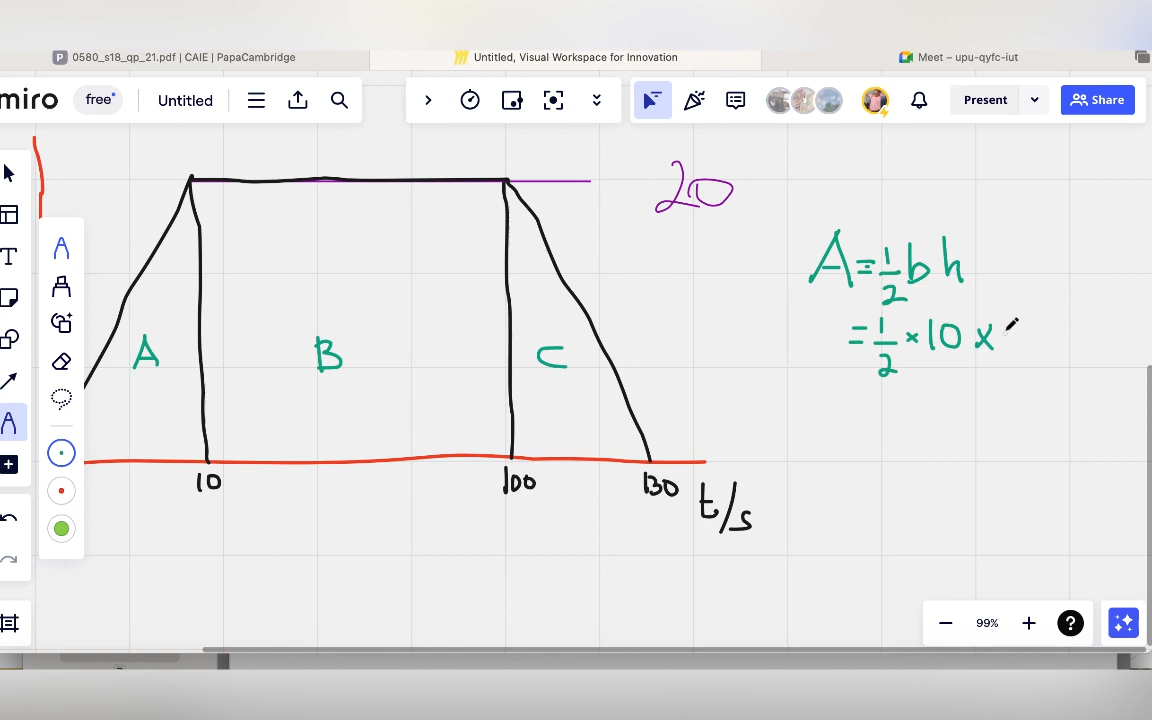 0580_s18_qp_21.pdf | CAIE | PapaCambridge
Untitled, Visual Workspace for Innovation
Meet – upu-qyfc-iut
miro
free
Untitled
Present
Share
20
A = 1/2 b h
= 1/2 × 10 ×
A
B
C
10
100
130
t/s
99%